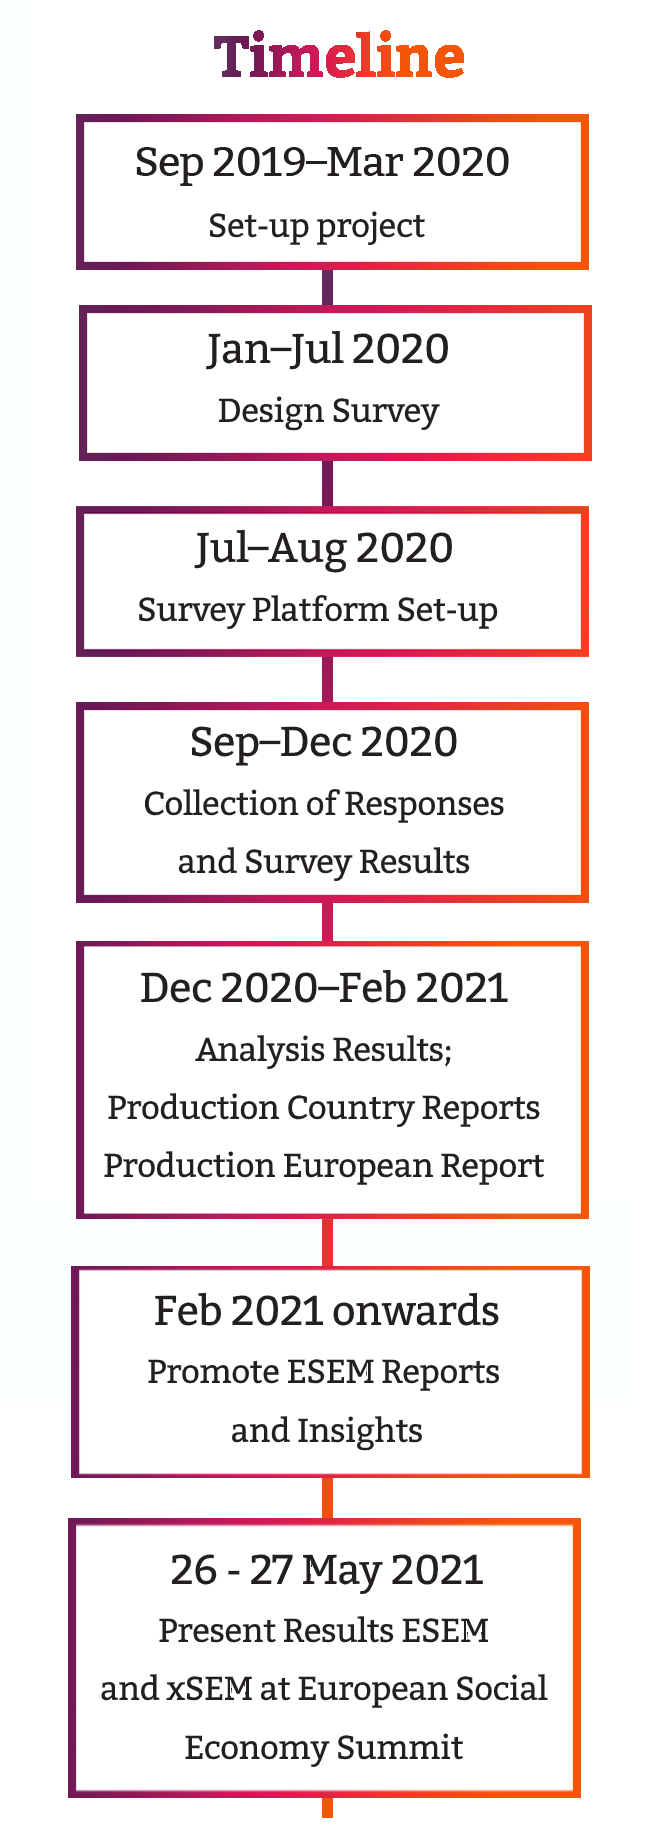 Timeline
Sep 2019–Mar 2020
Set-up project
Jan–Jul 2020
Design Survey
Jul–Aug 2020
Survey Platform Set-up
Sep–Dec 2020
Collection of Responses
and Survey Results
Dec 2020–Feb 2021
Analysis Results;
Production Country Reports
Production European Report
Feb 2021 onwards
Promote ESEM Reports
and Insights
26 - 27 May 2021
Present Results ESEM
and xSEM at European Social
Economy Summit